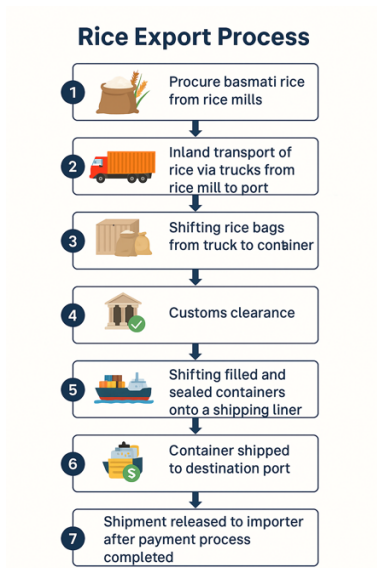 Rice Export Process
1
Procure basmati rice
from rice mills
2
Inland transport of
rice via trucks from
rice mill to port
3
Shifting rice bags
from truck to container
4
Customs clearance
5
Shifting filled and
sealed containers
onto a shipping liner
6
$
Container shipped
to destination port
7
Shipment released to importer
after payment process
completed